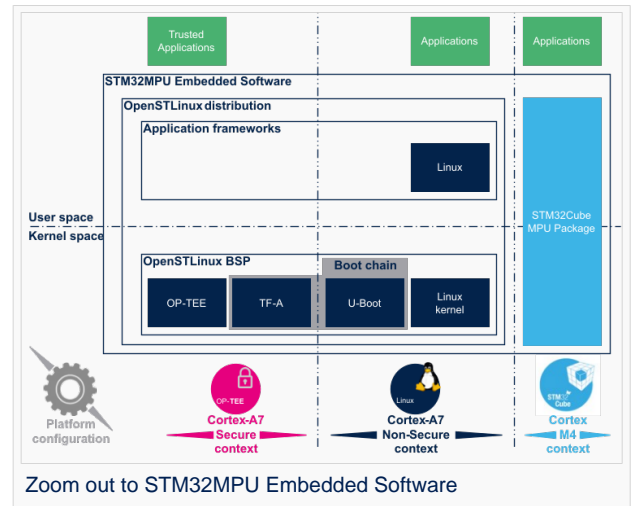 Trusted
Applications
Applications
Applications
STM32MPU Embedded Software
OpenSTLinux distribution
Application frameworks
Linux
User space
Kernel space
STM32Cube
MPU Package
OpenSTLinux BSP
Boot chain
OP-TEE
TF-A
U-Boot
Linux
kernel
OP-TEE
Linux
STM32
Cube
Platform
configuration
Cortex-A7
Secure
context
Cortex-A7
Non-Secure
context
Cortex
M4
context
Zoom out to STM32MPU Embedded Software